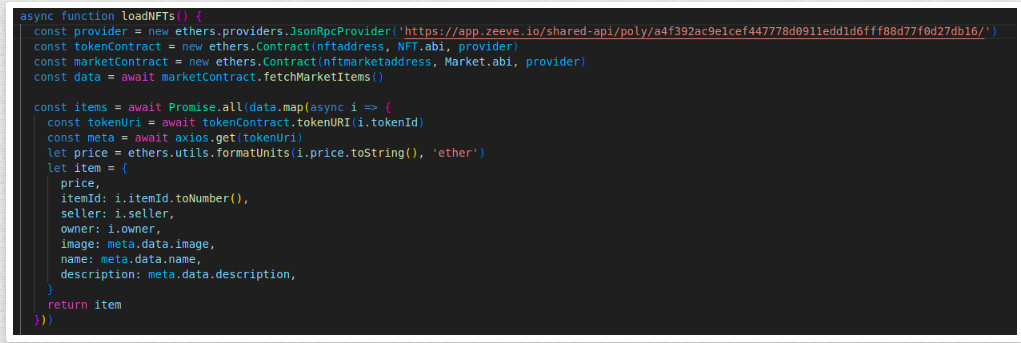 async function loadNFTs() {
const provider = new ethers.providers.JsonRpcProvider('https://app.zeeve.io/shared-api/poly/a4f392ac9e1cef447778d0911edd1d6fff88d77f0d27db16/')
const tokenContract = new ethers.Contract(nftaddress, NFT.abi, provider)
const marketContract = new ethers.Contract(nftmarketaddress, Market.abi, provider)
const data = await marketContract.fetchMarketItems()
const items = await Promise.all(data.map(async i => {
const tokenUri = await tokenContract.tokenURI(i.tokenId)
const meta = await axios.get(tokenUri)
let price = ethers.utils.formatUnits(i.price.toString(), 'ether')
let item = {
price,
itemId: i.itemId.toNumber(),
seller: i.seller,
owner: i.owner,
image: meta.data.image,
name: meta.data.name,
description: meta.data.description,
}
return item
}))